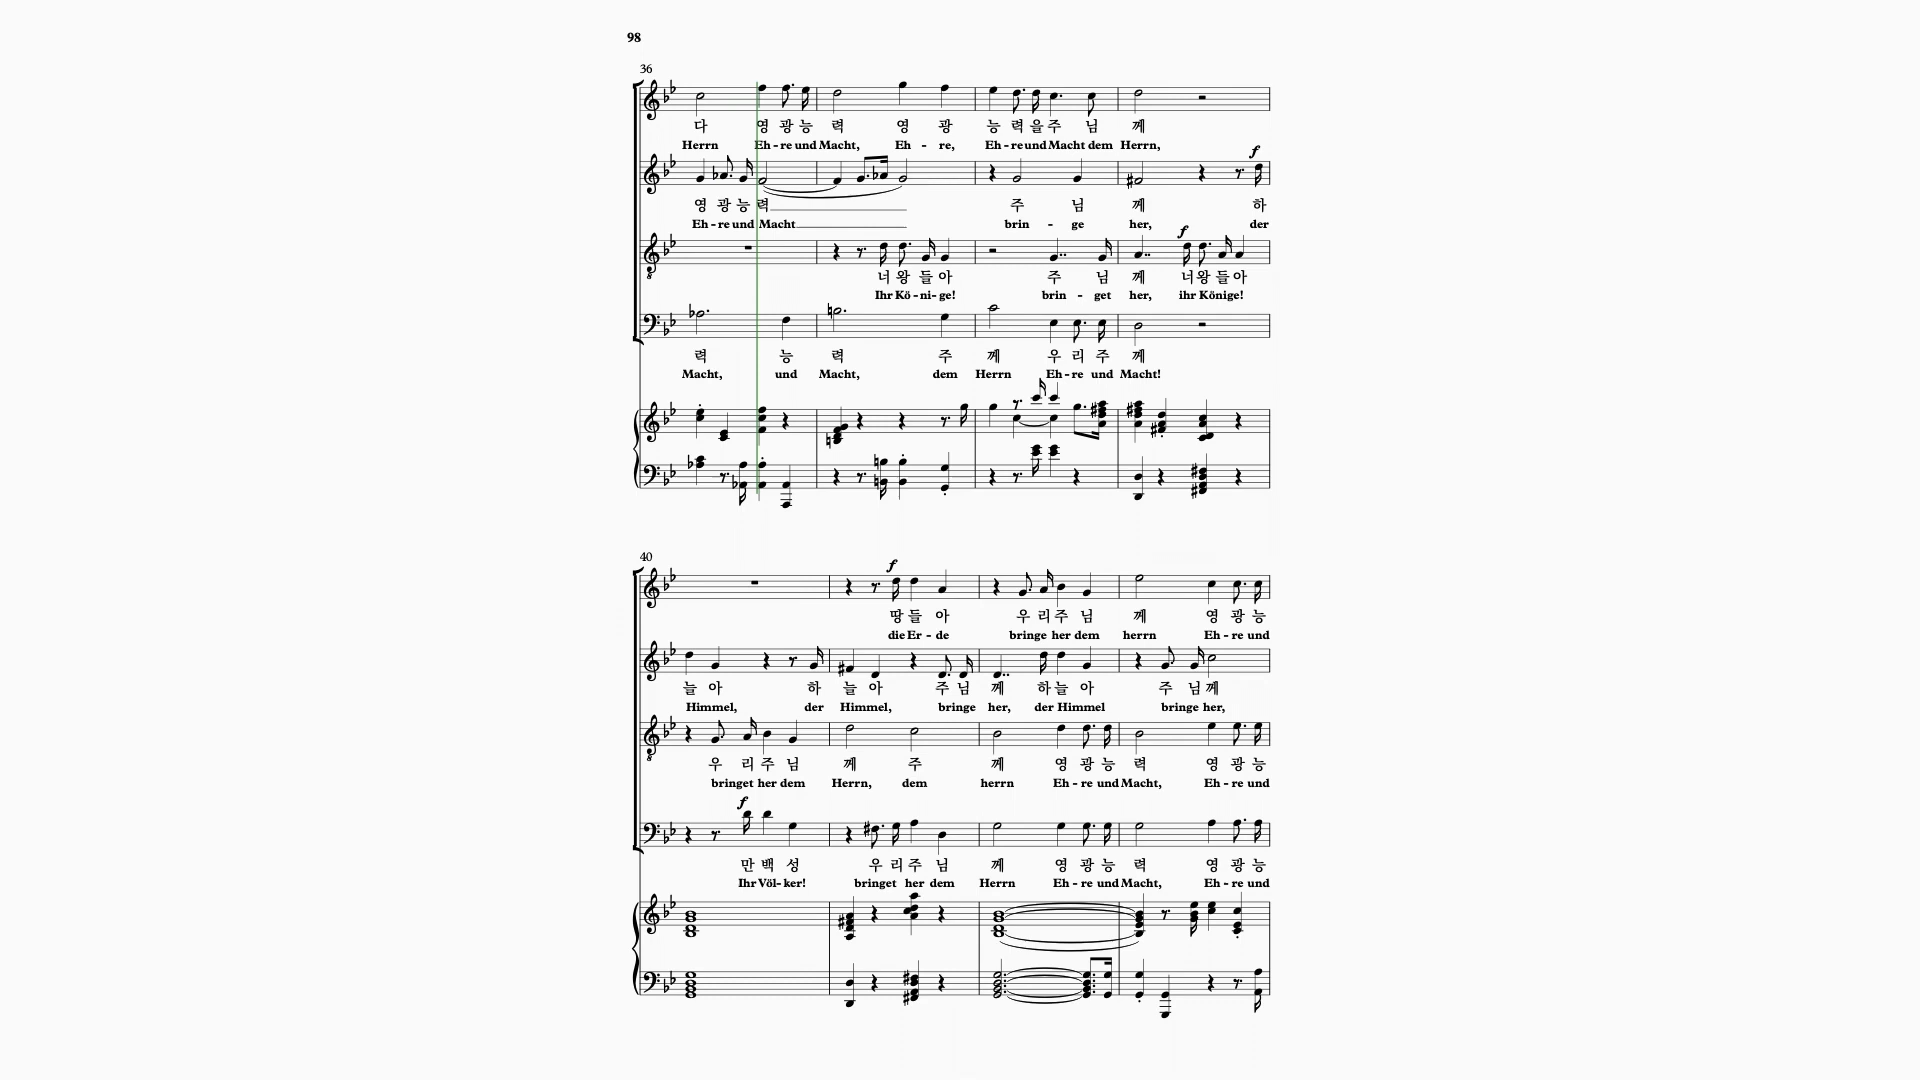 98
36
다 영 광 능 력 영 광 능 력 을 주 님 께
Herrn Eh - re und Macht, Eh - re, Eh - re und Macht dem Herrn,
f
영 광 능 력 주 님 께 하
Eh - re und Macht brin - ge her, der
f
너 왕 들 아 주 님 께 너 왕 들 아
Ihr Kö - ni - ge! brin - get her, ihr Könige!
력 능 력 주 께 우 리 주 께
Macht, und Macht, dem Herrn Eh - re und Macht!
40
f
땅 들 아 우 리 주 님 께 영 광 능
die Er - de bringe her dem herrn Eh - re und
늘 아 하 늘 아 주 님 께 하 늘 아 주 님 께
Himmel, der Himmel, bringe her, der Himmel bringe her,
우 리 주 님 께 주 께 영 광 능 력 영 광 능
bringet her dem Herrn, dem herrn Eh - re und Macht, Eh - re und
f
만 백 성 우 리 주 님 께 영 광 능 력 영 광 능
Ihr Völ - ker! bringet her dem Herrn Eh - re und Macht, Eh - re und